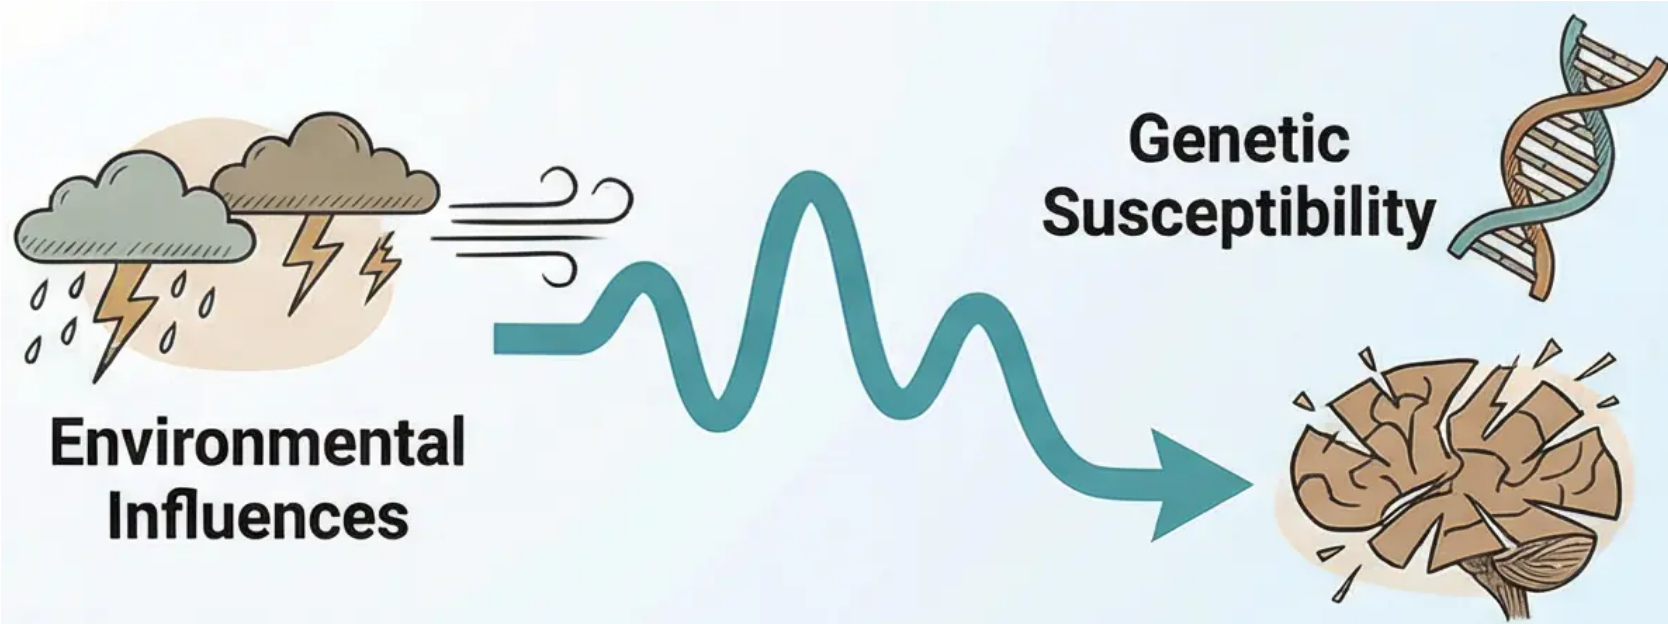 Environmental
Influences
Genetic
Susceptibility